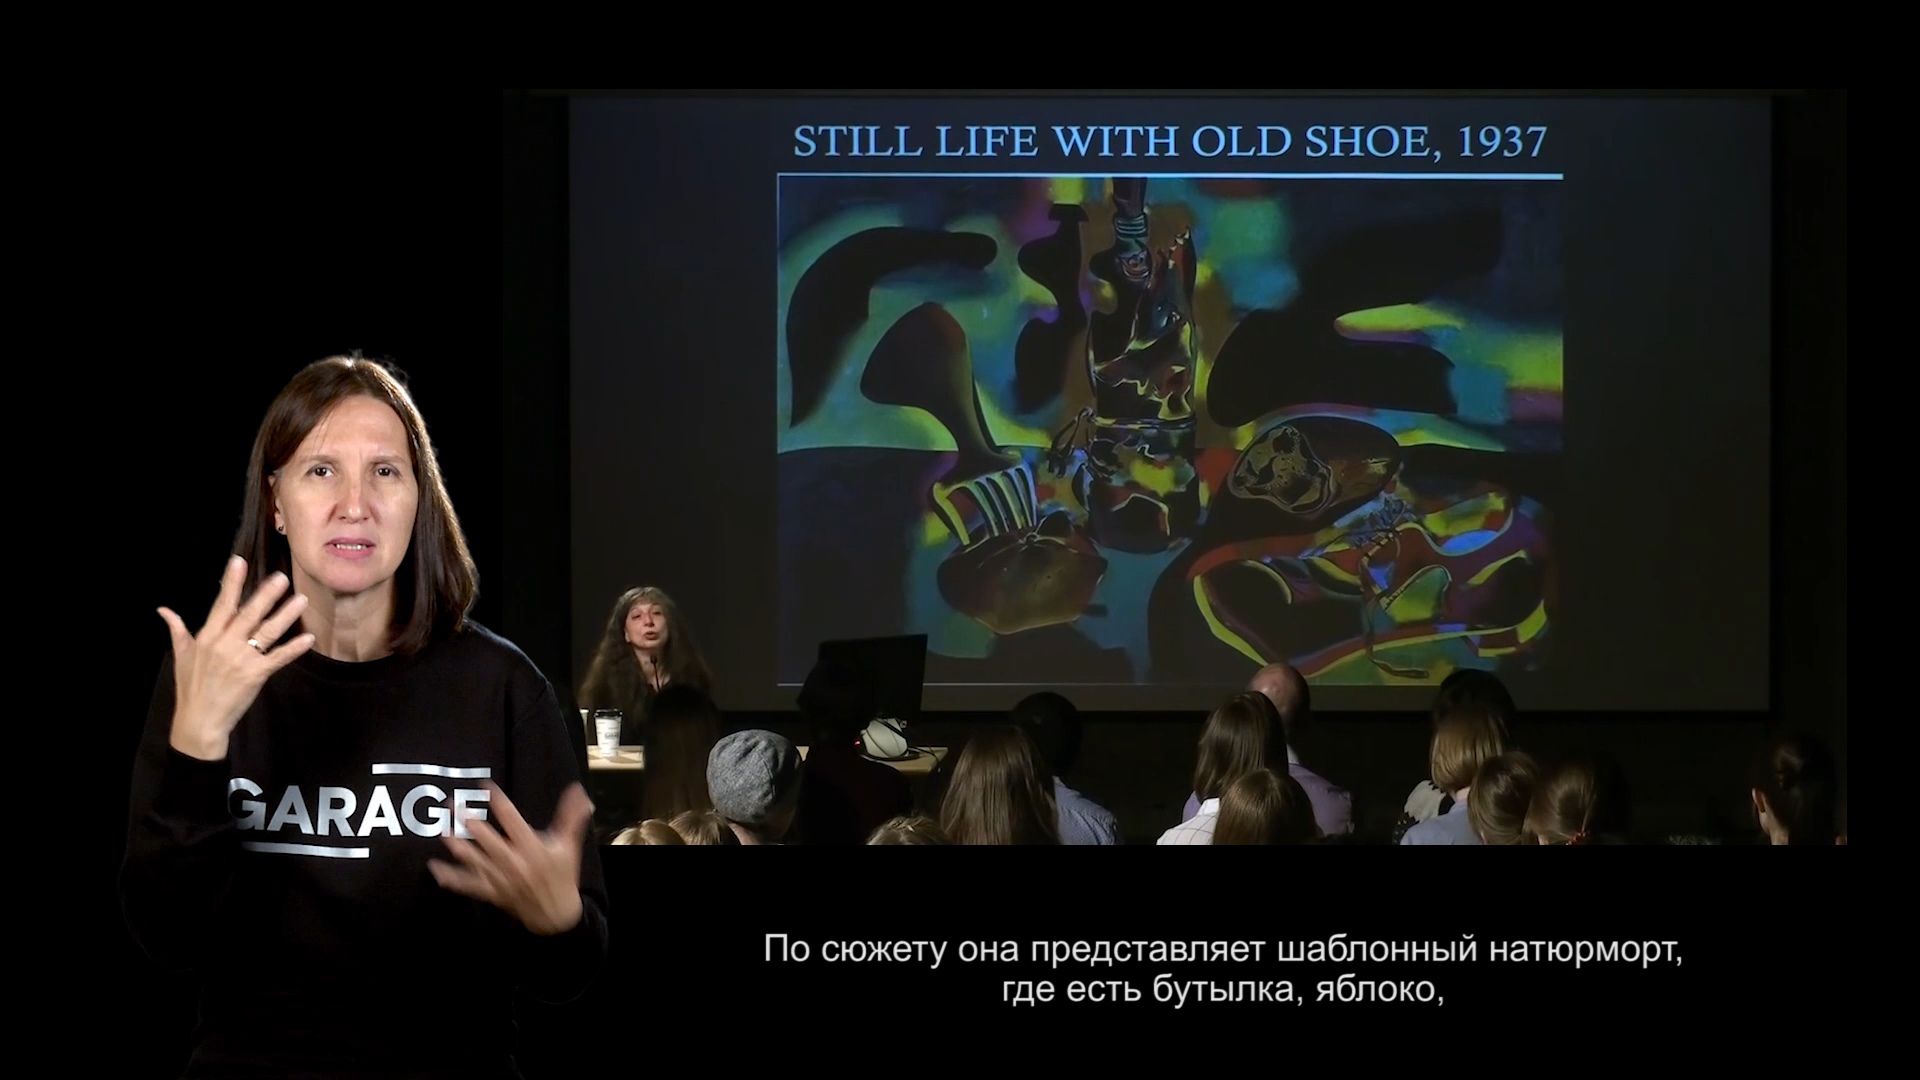 STILL LIFE WITH OLD SHOE, 1937
GARAGE
По сюжету она представляет шаблонный натюрморт,
где есть бутылка, яблоко,